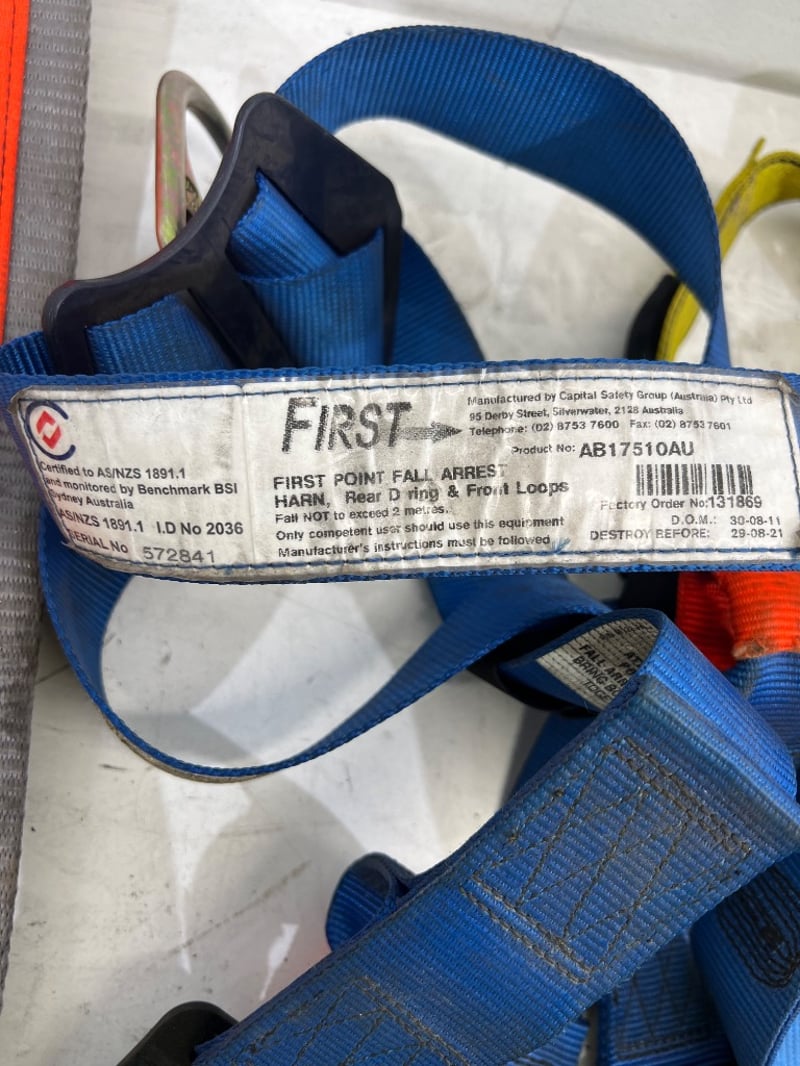 Certified to AS/NZS 1891.1
and monitored by Benchmark BSI
Sydney Australia
AS/NZS 1891.1 I.D No 2036
SERIAL No 572841
FIRST
FIRST POINT FALL ARREST
HARN, Rear D ring & Front Loops
Fall NOT to exceed 2 metres.
Only competent user should use this equipment
Manufacturer's instructions must be followed
Manufactured by Capital Safety Group (Australia) Pty Ltd
95 Derby Street, Silverwater, 2128 Australia
Telephone: (02) 8753 7600 Fax: (02) 8753 7601
Product No: AB17510AU
Factory Order No:131869
D.O.M.: 30-08-11
DESTROY BEFORE: 29-08-21
FALL